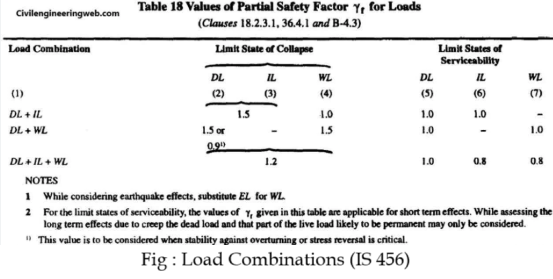 Civilengineeringweb.com
Table 18 Values of Partial Safety Factor γf for Loads
(Clauses 18.2.3.1, 36.4.1 and B-4.3)
Load Combination Limit State of Collapse Limit States of
Serviceability
DL IL WL DL IL WL
(1) (2) (3) (4) (5) (6) (7)
DL + IL 1.5 1.0 1.0 1.0 –
DL + WL 1.5 or – 1.5 1.0 – 1.0
0.9¹⁾
DL + IL + WL 1.2 1.0 0.8 0.8
NOTES
1 While considering earthquake effects, substitute EL for WL
2 For the limit states of serviceability, the values of γf given in this table are applicable for short term effects. While assessing the
long term effects due to creep the dead load and that part of the live load likely to be permanent may only be considered.
¹⁾ This value is to be considered when stability against overturning or stress reversal is critical.
Fig : Load Combinations (IS 456)